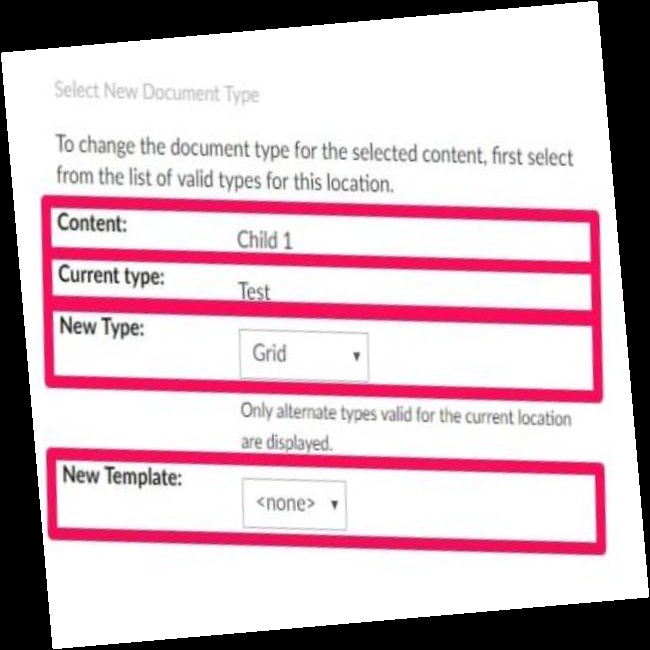 Select New Document Type
To change the document type for the selected content, first select
from the list of valid types for this location.
Content:
Child 1
Current type:
Test
New Type:
Grid
Only alternate types valid for the current location
are displayed.
New Template:
<none>